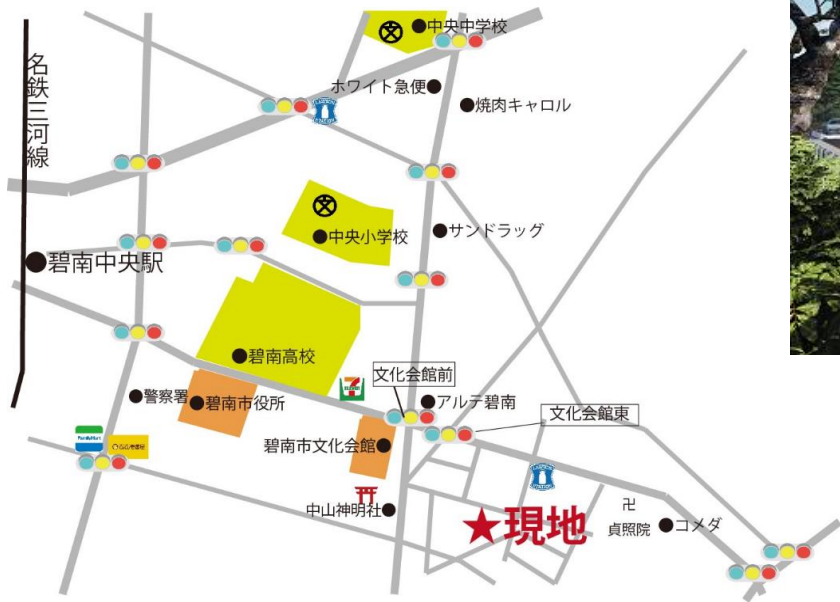 中央中学校
ホワイト急便
焼肉キャロル
名鉄三河線
中央小学校
サンドラッグ
碧南中央駅
碧南高校
文化会館前
アルテ碧南
警察署
碧南市役所
文化会館東
碧南市文化会館
FamilyMart
中山神明社
現地
卍
貞照院
コメダ